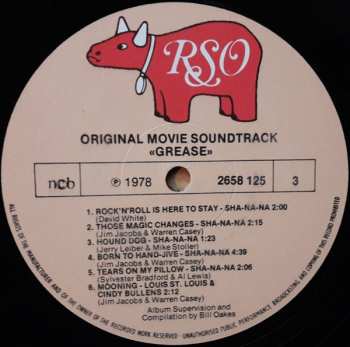 RSO
ORIGINAL MOVIE SOUNDTRACK
«GREASE»
ncb ℗ 1978 2658 125 3
1. ROCK'N'ROLL IS HERE TO STAY - SHA-NA-NA 2:00
(David White)
2. THOSE MAGIC CHANGES - SHA-NA-NA 2:15
(Jim Jacobs & Warren Casey)
3. HOUND DOG - SHA-NA-NA 1:23
(Jerry Leiber & Mike Stoller)
4. BORN TO HAND-JIVE - SHA-NA-NA 4:39
(Jim Jacobs & Warren Casey)
5. TEARS ON MY PILLOW - SHA-NA-NA 2:06
(Sylvester Bradford & Al Lewis)
6. MOONING - LOUIS ST. LOUIS &
CINDY BULLENS 2:12
(Jim Jacobs & Warren Casey)
Album Supervision and
Compilation by Bill Oakes
ALL RIGHTS OF THE MANUFACTURER AND OF THE OWNER OF THE RECORDED WORK RESERVED - UNAUTHORISED PUBLIC PERFORMANCE, BROADCASTING AND COPYING OF THIS RECORD PROHIBITED